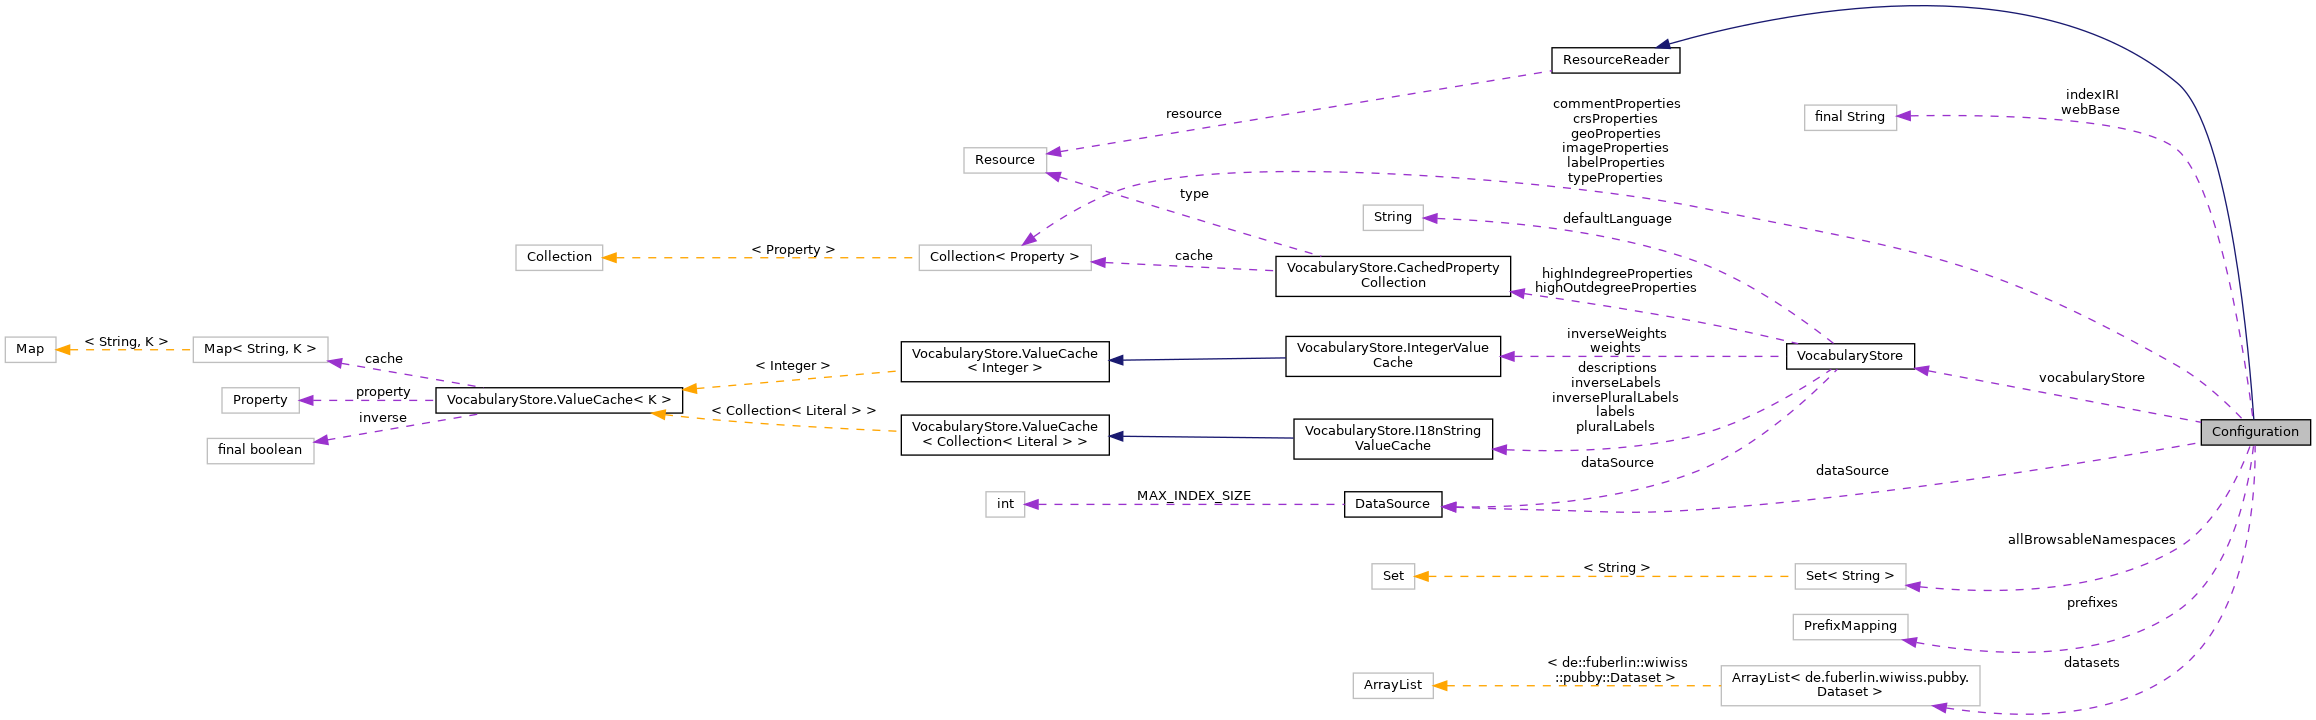 ResourceReader
indexIRI
webBase
final String
commentProperties
crsProperties
geoProperties
imageProperties
labelProperties
typeProperties
resource
Resource
type
String
defaultLanguage
Collection
< Property >
Collection< Property >
cache
VocabularyStore.CachedProperty
Collection
highIndegreeProperties
highOutdegreeProperties
Map
< String, K >
Map< String, K >
cache
Property
property
final boolean
inverse
VocabularyStore.ValueCache< K >
< Integer >
< Collection< Literal > >
VocabularyStore.ValueCache
< Integer >
VocabularyStore.ValueCache
< Collection< Literal > >
VocabularyStore.IntegerValue
Cache
VocabularyStore.I18nString
ValueCache
inverseWeights
weights
descriptions
inverseLabels
inversePluralLabels
labels
pluralLabels
VocabularyStore
vocabularyStore
Configuration
dataSource
dataSource
int
MAX_INDEX_SIZE
DataSource
allBrowsableNamespaces
Set
< String >
Set< String >
prefixes
PrefixMapping
datasets
ArrayList
< de::fuberlin::wiwiss
::pubby::Dataset >
ArrayList< de.fuberlin.wiwiss.pubby.
Dataset >